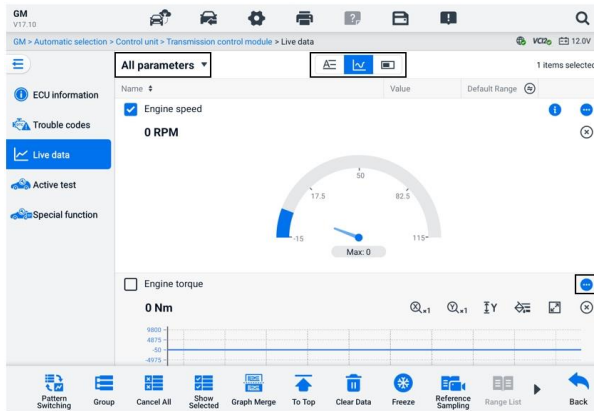 GM
V17.10
GM > Automatic selection > Control unit > Transmission control module > Live data
VCI 12.0V
All parameters
1 items selected
Name Value Default Range
ECU information
Trouble codes
Live data
Active test
Special function
Engine speed
0 RPM
50
17.5 82.5
-15 115
Max: 0
Engine torque
0 Nm
x1 x1 Y
9800
4875
-50
-4975
Pattern Switching
Group
Cancel All
Show Selected
Graph Merge
To Top
Clear Data
Freeze
Reference Sampling
Range List
Back